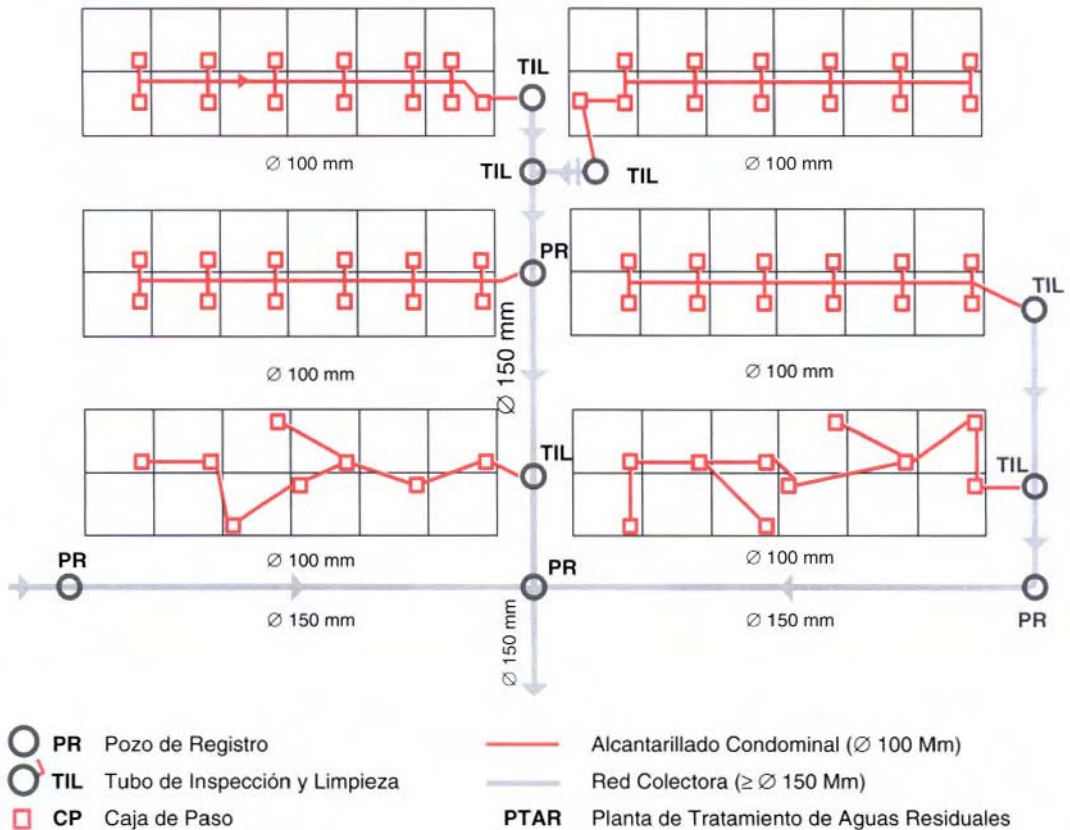 TIL
Ø 100 mm
Ø 100 mm
TIL
TIL
PR
TIL
Ø 150 mm
Ø 100 mm
Ø 100 mm
TIL
TIL
Ø 100 mm
Ø 100 mm
PR
PR
Ø 150 mm
Ø 150 mm
Ø 150 mm
PR
PR Pozo de Registro
Alcantarillado Condominal (Ø 100 Mm)
TIL Tubo de Inspección y Limpieza
Red Colectora (≥ Ø 150 Mm)
CP Caja de Paso
PTAR Planta de Tratamiento de Aguas Residuales